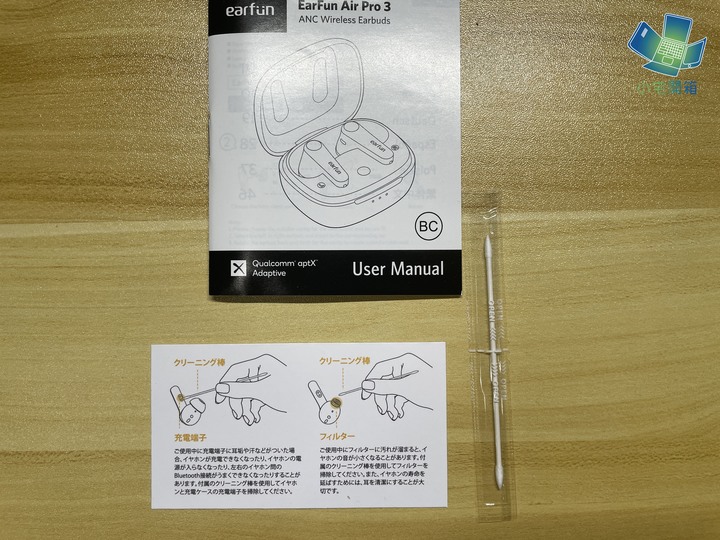 earfun
EarFun Air Pro 3
ANC Wireless Earbuds
earfun
earfun
BC
Qualcomm® aptX™
Adaptive
User Manual
クリーニング棒
充電端子
ご使用中に充電端子に耳垢や汗などがついた場
合、イヤホンが充電できなくなったり、イヤホンの電
源が入らなくなったり、左右のイヤホン間の
Bluetooth接続がうまくできなくなったりすることが
あります。付属のクリーニング棒を使用してイヤホ
ンと充電ケースの充電端子を掃除してください。
クリーニング棒
フィルター
ご使用中にフィルターに汚れが溜まると、イ
ヤホンの音が小さくなることがあります。付
属のクリーニング棒を使用してフィルターを
掃除してください。また、イヤホンの寿命を
延ばすためには、耳を清潔にすることが大
切です。
OPEN